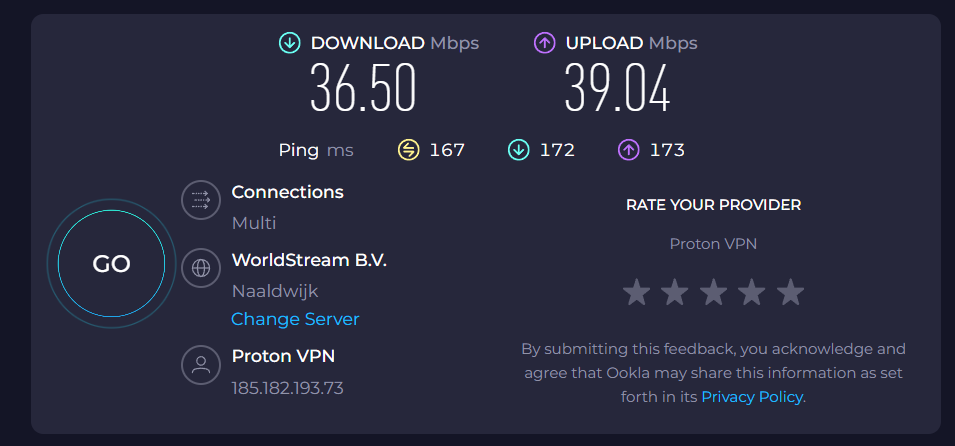 DOWNLOAD Mbps
36.50
UPLOAD Mbps
39.04
Ping ms 167 172 173
GO
Connections
Multi
WorldStream B.V.
Naaldwijk
Change Server
Proton VPN
185.182.193.73
RATE YOUR PROVIDER
Proton VPN
By submitting this feedback, you acknowledge and
agree that Ookla may share this information as set
forth in its Privacy Policy.